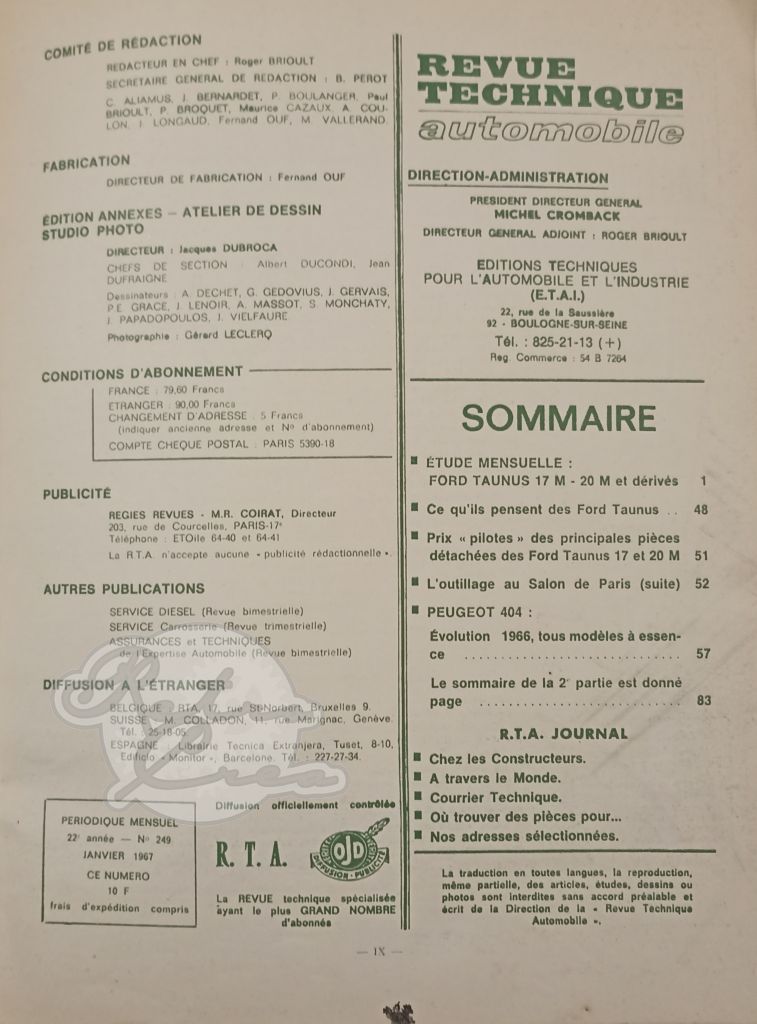 COMITÉ DE RÉDACTION
REDACTEUR EN CHEF : Roger BRIOULT
SECRETAIRE GENERAL DE REDACTION : B. PEROT
C. ALIAMUS, J. BERNARDET, P. BOULANGER, Paul
BRIOULT, P. BROQUET, Maurice CAZAUX, A. COU-
LON, J. LONGAUD, Fernand OUF, M. VALLERAND.
FABRICATION
DIRECTEUR DE FABRICATION : Fernand OUF
ÉDITION ANNEXES — ATELIER DE DESSIN
STUDIO PHOTO
DIRECTEUR : Jacques DUBROCA
CHEFS DE SECTION : Albert DUCONDI, Jean
DUFRAIGNE
Dessinateurs : A. DECHET, G. GEDOVIUS, J. GERVAIS,
P.E. GRACE, J. LENOIR, A. MASSOT, S. MONCHATY,
J. PAPADOPOULOS, J. VIELFAURE
Photographie : Gérard LECLERQ
CONDITIONS D'ABONNEMENT
FRANCE : 79,60 Francs
ETRANGER : 90,00 Francs
CHANGEMENT D'ADRESSE : 5 Francs
(indiquer ancienne adresse et No d'abonnement)
COMPTE CHEQUE POSTAL : PARIS 5390-18
PUBLICITÉ
REGIES REVUES - M.R. COIRAT, Directeur
203, rue de Courcelles, PARIS-17e
Téléphone : ETOile 64-40 et 64-41
La R.T.A. n'accepte aucune « publicité rédactionnelle ».
AUTRES PUBLICATIONS
SERVICE DIESEL (Revue bimestrielle)
SERVICE Carrosserie (Revue trimestrielle)
ASSURANCES et TECHNIQUES
de l'Expertise Automobile (Revue bimestrielle)
DIFFUSION A L'ÉTRANGER
BELGIQUE : RTA, 17, rue St-Norbert, Bruxelles 9.
SUISSE : M. COLLADON, 11, rue Marignac, Genève.
Tél. : 25-18-05.
ESPAGNE : Librairie Tecnica Extranjera, Tuset, 8-10,
Edificio « Monitor », Barcelone. Tél. : 227-27-34.
Retro Crea
PERIODIQUE MENSUEL
22e année — No 249
JANVIER 1967
CE NUMERO
10 F
frais d'expédition compris
Diffusion officiellement contrôlée
R. T. A.
OJD
DIFFUSION - PUBLICITÉ
La REVUE technique spécialisée
ayant le plus GRAND NOMBRE
d'abonnés
REVUE
TECHNIQUE
automobile
DIRECTION-ADMINISTRATION
PRESIDENT DIRECTEUR GENERAL
MICHEL CROMBACK
DIRECTEUR GENERAL ADJOINT : ROGER BRIOULT
EDITIONS TECHNIQUES
POUR L'AUTOMOBILE ET L'INDUSTRIE
(E.T.A.I.)
22, rue de la Saussière
92 - BOULOGNE-SUR-SEINE
Tél. : 825-21-13 (+)
Reg. Commerce : 54 B 7264
SOMMAIRE
■ ÉTUDE MENSUELLE :
FORD TAUNUS 17 M - 20 M et dérivés 1
■ Ce qu'ils pensent des Ford Taunus .. 48
■ Prix « pilotes » des principales pièces
détachées des Ford Taunus 17 et 20 M 51
■ L'outillage au Salon de Paris (suite) 52
■ PEUGEOT 404 :
Évolution 1966, tous modèles à essen-
ce ............................ 57
Le sommaire de la 2e partie est donné
page .......................... 83
R.T.A. JOURNAL
■ Chez les Constructeurs.
■ A travers le Monde.
■ Courrier Technique.
■ Où trouver des pièces pour...
■ Nos adresses sélectionnées.
La traduction en toutes langues, la reproduction,
même partielle, des articles, études, dessins ou
photos sont interdites sans accord préalable et
écrit de la Direction de la « Revue Technique
Automobile ».
— IX —